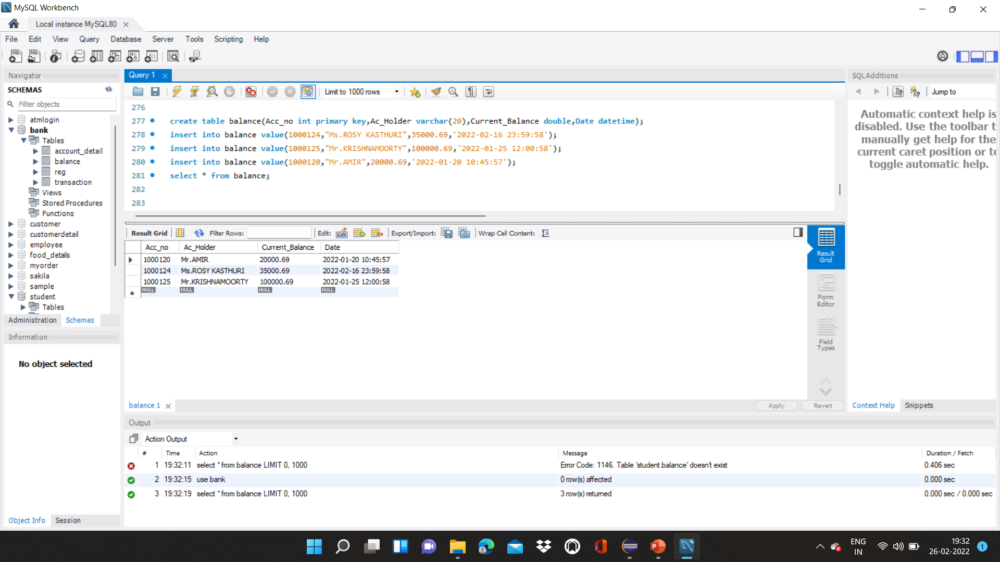 MySQL Workbench
Local instance MySQL80
File Edit View Query Database Server Tools Scripting Help
Navigator
SCHEMAS
Filter objects
atmlogin
bank
Tables
account_detail
balance
reg
transaction
Views
Stored Procedures
Functions
customer
customerdetail
employee
food_details
myorder
sakila
sample
student
Tables
Administration Schemas
Information
No object selected
Object Info Session
Query 1
Limit to 1000 rows
276
277 create table balance(Acc_no int primary key,Ac_Holder varchar(20),Current_Balance double,Date datetime);
278 insert into balance value(1000124,"Ms.ROSY KASTHURI",35000.69,'2022-02-16 23:59:58');
279 insert into balance value(1000125,"Mr.KRISHNAMOORTY",100000.69,'2022-01-25 12:00:58');
280 insert into balance value(1000120,"Mr.AMIR",20000.69,'2022-01-20 10:45:57');
281 select * from balance;
282
283
Result Grid Filter Rows: Edit: Export/Import: Wrap Cell Content:
Acc_no Ac_Holder Current_Balance Date
1000120 Mr.AMIR 20000.69 2022-01-20 10:45:57
1000124 Ms.ROSY KASTHURI 35000.69 2022-02-16 23:59:58
1000125 Mr.KRISHNAMOORTY 100000.69 2022-01-25 12:00:58
NULL NULL NULL NULL
Result
Grid
Form
Editor
Field
Types
balance 1
Apply Revert
SQLAdditions
Jump to
Automatic context help is
disabled. Use the toolbar t
manually get help for the
current caret position or to
toggle automatic help.
Context Help Snippets
Output
Action Output
# Time Action Message Duration / Fetch
1 19:32:11 select * from balance LIMIT 0, 1000 Error Code: 1146. Table 'student.balance' doesn't exist 0.406 sec
2 19:32:15 use bank 0 row(s) affected 0.000 sec
3 19:32:19 select * from balance LIMIT 0, 1000 3 row(s) returned 0.000 sec / 0.000 sec
ENG
IN
19:32
26-02-2022
1